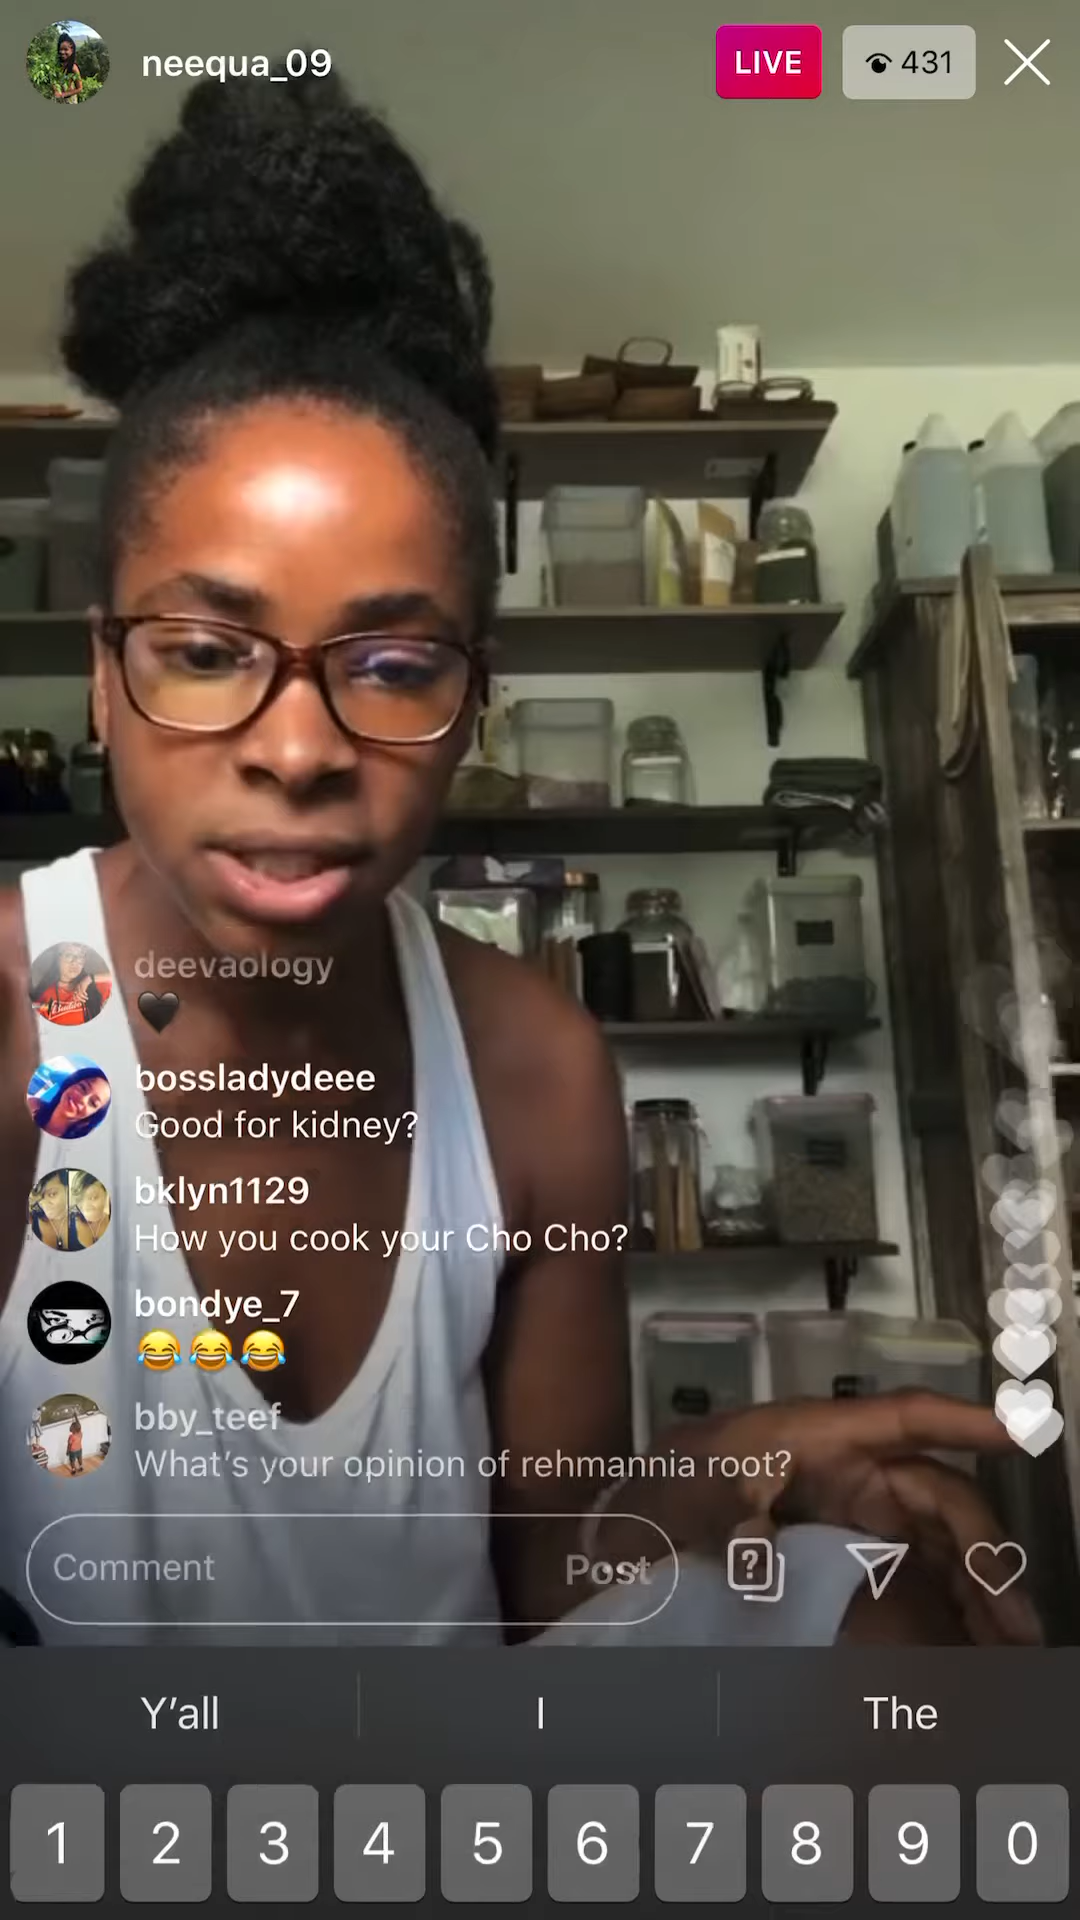 neequa_09
LIVE
431
deevaology
🖤
bossladydeee
Good for kidney?
bklyn1129
How you cook your Cho Cho?
bondye_7
😂😂😂
bby_teef
What's your opinion of rehmannia root?
Comment
Post
Y'all
I
The
1 2 3 4 5 6 7 8 9 0